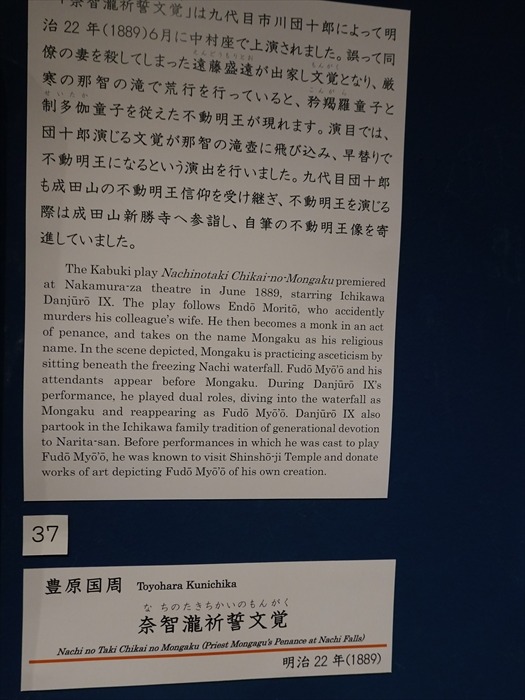 「奈智瀧祈誓文覚」は九代目市川団十郎によって明
治22年(1889)6月に中村座で上演されました。誤って同
僚の妻を殺してしまった遠藤盛遠が出家し文覚となり、厳
寒の那智の滝で荒行を行っていると、矜羯羅童子と
制多伽童子を従えた不動明王が現れます。演目では、
団十郎演じる文覚が那智の滝壺に飛び込み、早替りで
不動明王になるという演出を行いました。九代目団十郎
も成田山の不動明王信仰を受け継ぎ、不動明王を演じる
際は成田山新勝寺へ参詣し、自筆の不動明王像を寄
進していました。
The Kabuki play Nachinotaki Chikai-no-Mongaku premiered
at Nakamura-za theatre in June 1889, starring Ichikawa
Danjūrō IX. The play follows Endō Moritō, who accidently
murders his colleague's wife. He then becomes a monk in an act
of penance, and takes on the name Mongaku as his religious
name. In the scene depicted, Mongaku is practicing asceticism by
sitting beneath the freezing Nachi waterfall. Fudō Myō'ō and his
attendants appear before Mongaku. During Danjūrō IX's
performance, he played dual roles, diving into the waterfall as
Mongaku and reappearing as Fudō Myō'ō. Danjūrō IX also
partook in the Ichikawa family tradition of generational devotion
to Narita-san. Before performances in which he was cast to play
Fudō Myō'ō, he was known to visit Shinshō-ji Temple and donate
works of art depicting Fudō Myō'ō of his own creation.
37
豊原国周 Toyohara Kunichika
なちのたきちかいのもんがく
奈智瀧祈誓文覚
Nachi no Taki Chikai no Mongaku (Priest Mongagu's Penance at Nachi Falls)
明治22年(1889)